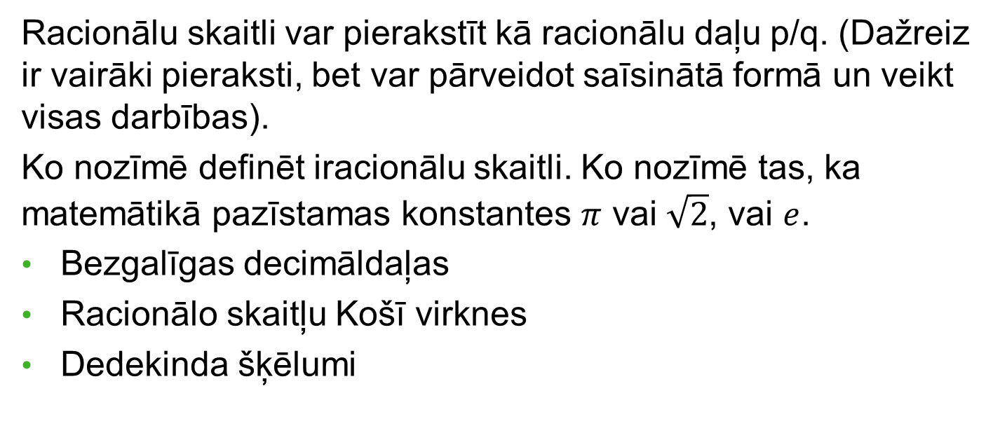 Racionālu skaitli var pierakstīt kā racionālu daļu p/q. (Dažreiz
ir vairāki pieraksti, bet var pārveidot saīsinātā formā un veikt
visas darbības).
Ko nozīmē definēt iracionālu skaitli. Ko nozīmē tas, ka
matemātikā pazīstamas konstantes π vai √2, vai e.
• Bezgalīgas decimāldaļas
• Racionālo skaitļu Košī virknes
• Dedekinda šķēlumi